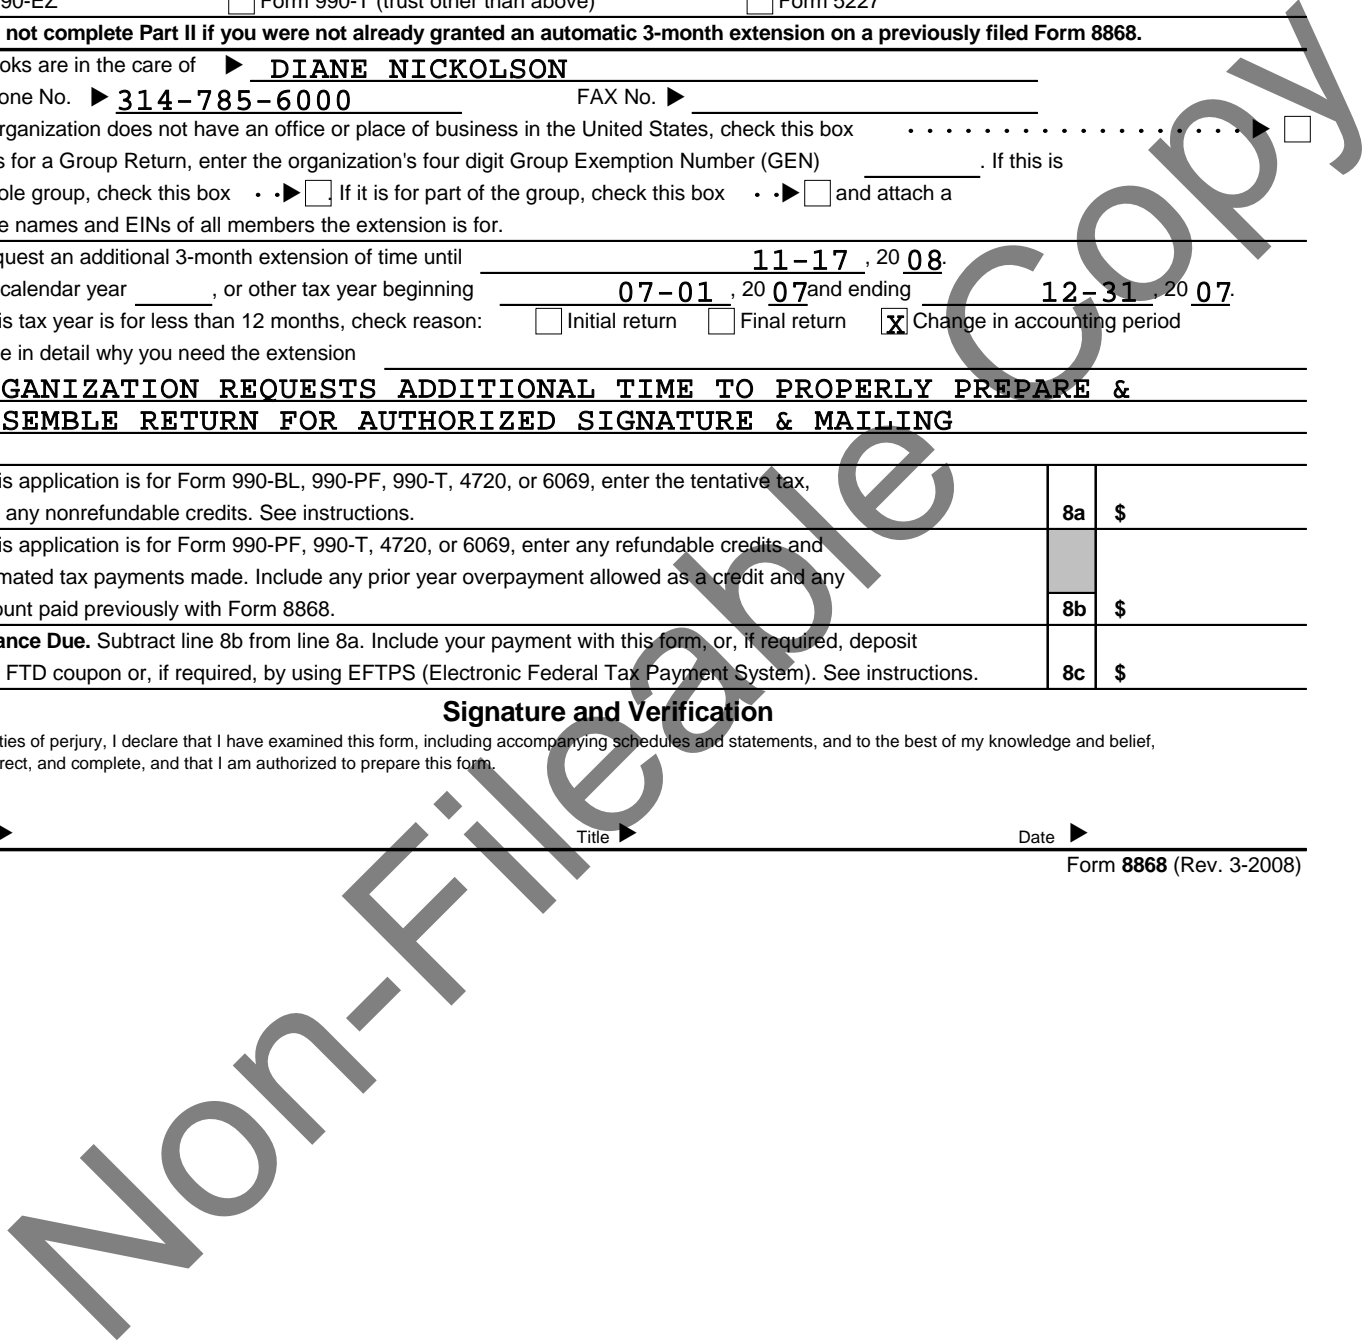 90-EZ Form 990-T (trust other than above) Form 5227
not complete Part II if you were not already granted an automatic 3-month extension on a previously filed Form 8868.
ooks are in the care of ▶ DIANE NICKOLSON
one No. ▶ 314-785-6000 FAX No. ▶
rganization does not have an office or place of business in the United States, check this box ▶
s for a Group Return, enter the organization's four digit Group Exemption Number (GEN) . If this is
ole group, check this box ▶ . If it is for part of the group, check this box ▶ and attach a
e names and EINs of all members the extension is for.
quest an additional 3-month extension of time until 11-17 , 20 08.
calendar year , or other tax year beginning 07-01 , 20 07 and ending 12-31 , 20 07.
is tax year is for less than 12 months, check reason: Initial return Final return X Change in accounting period
e in detail why you need the extension
GANIZATION REQUESTS ADDITIONAL TIME TO PROPERLY PREPARE &
SEMBLE RETURN FOR AUTHORIZED SIGNATURE & MAILING
is application is for Form 990-BL, 990-PF, 990-T, 4720, or 6069, enter the tentative tax,
any nonrefundable credits. See instructions. 8a $
is application is for Form 990-PF, 990-T, 4720, or 6069, enter any refundable credits and
mated tax payments made. Include any prior year overpayment allowed as a credit and any
ount paid previously with Form 8868. 8b $
ance Due. Subtract line 8b from line 8a. Include your payment with this form, or, if required, deposit
FTD coupon or, if required, by using EFTPS (Electronic Federal Tax Payment System). See instructions. 8c $
Signature and Verification
ties of perjury, I declare that I have examined this form, including accompanying schedules and statements, and to the best of my knowledge and belief,
rect, and complete, and that I am authorized to prepare this form.
▶ Title ▶ Date ▶
Form 8868 (Rev. 3-2008)
Non-Fileable Copy